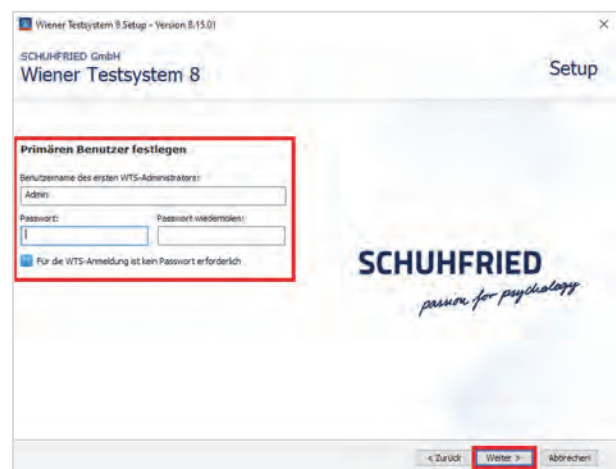 Wiener Testsystem 8 Setup - Version 8.15.01
SCHUHFRIED GmbH
Wiener Testsystem 8
Setup
Primären Benutzer festlegen
Benutzername des ersten WTS-Administrators:
Admin
Passwort: Passwort wiederholen:
Für die WTS-Anmeldung ist kein Passwort erforderlich
SCHUHFRIED
passion for psychology
< Zurück Weiter > Abbrechen